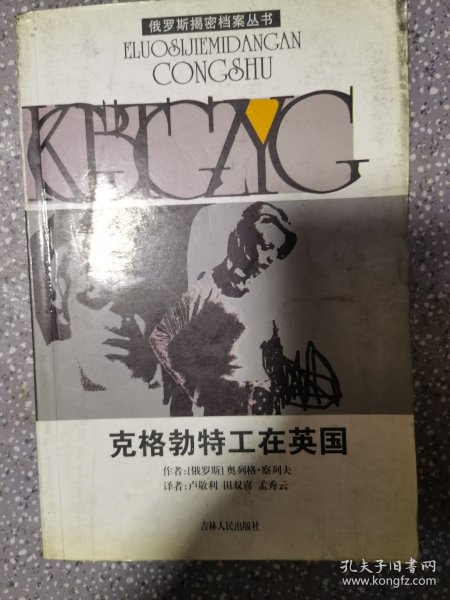 俄罗斯揭密档案丛书
ELUOSIJIEMIDANGAN
CONGSHU
KBCZYG
克格勃特工在英国
作者:[俄罗斯]奥列格·察列夫
译者:卢敬利 田双喜 孟秀云
吉林人民出版社
孔夫子旧书网
www.kongfz.com